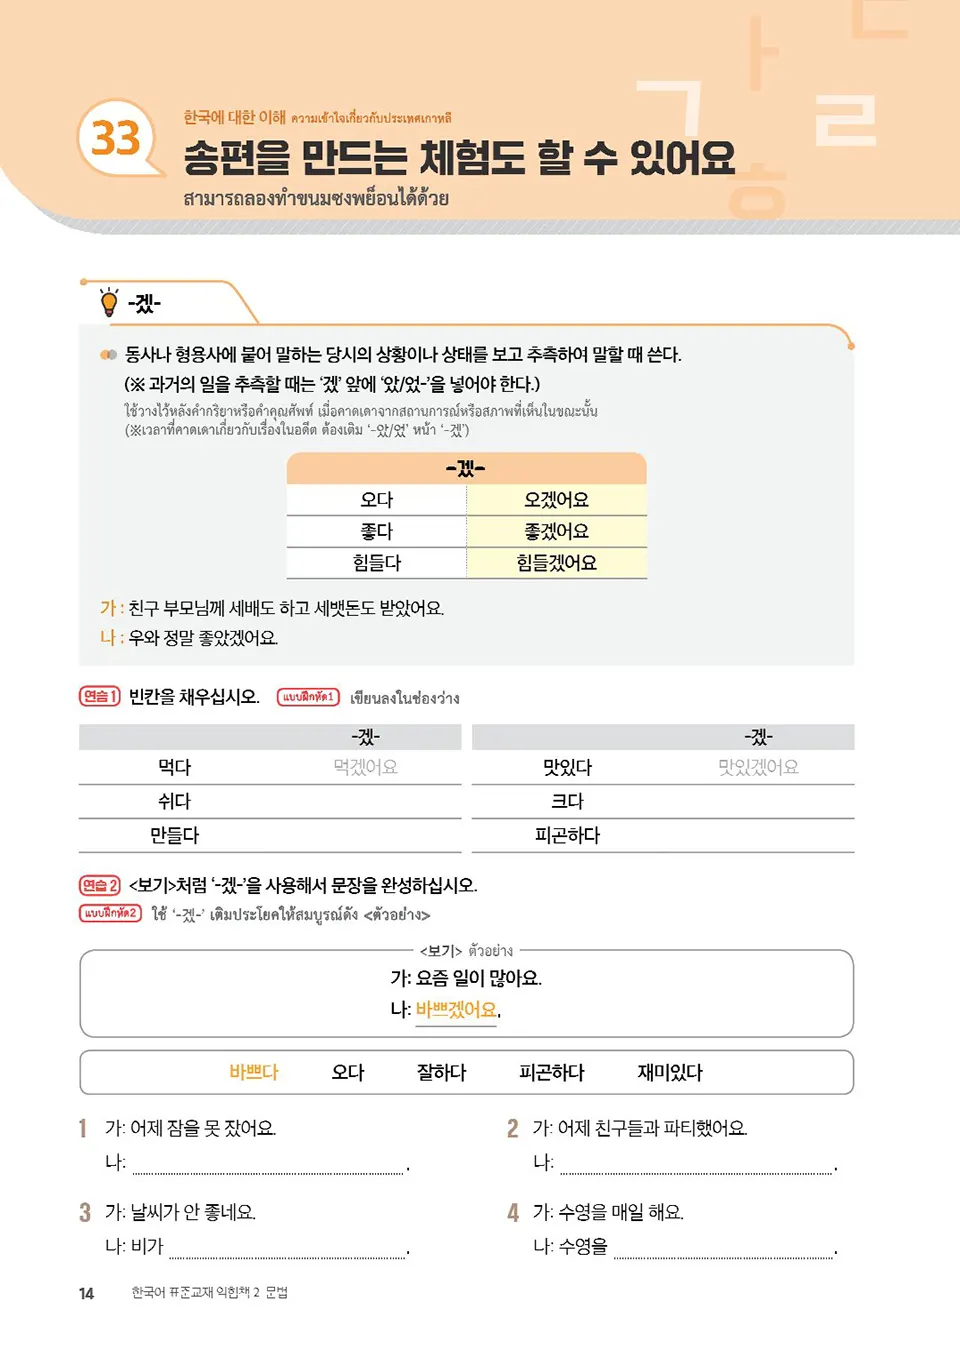 33
한국에 대한 이해 ความเข้าใจเกี่ยวกับประเทศเกาหลี
송편을 만드는 체험도 할 수 있어요
สามารถลองทำขนมซงพย็อนได้ด้วย
ㄱ ㅏ ㄴ ㄹ ㅎ
-겠-
동사나 형용사에 붙어 말하는 당시의 상황이나 상태를 보고 추측하여 말할 때 쓴다.
(※ 과거의 일을 추측할 때는 ‘겠’ 앞에 ‘았/었-’을 넣어야 한다.)
ใช้วางไว้หลังคำกริยาหรือคำคุณศัพท์ เมื่อคาดเดาจากสถานการณ์หรือสภาพที่เห็นในขณะนั้น
(※เวลาที่คาดเดาเกี่ยวกับเรื่องในอดีต ต้องเติม ‘-았/었’ หน้า ‘-겠’)
-겠-
오다 오겠어요
좋다 좋겠어요
힘들다 힘들겠어요
가 : 친구 부모님께 세배도 하고 세뱃돈도 받았어요.
나 : 우와 정말 좋았겠어요.
연습 1 빈칸을 채우십시오. แบบฝึกหัด1 เขียนลงในช่องว่าง
-겠- -겠-
먹다 먹겠어요 맛있다 맛있겠어요
쉬다 크다
만들다 피곤하다
연습 2 <보기>처럼 ‘-겠-’을 사용해서 문장을 완성하십시오.
แบบฝึกหัด2 ใช้ ‘-겠-’ เติมประโยคให้สมบูรณ์ดัง <ตัวอย่าง>
<보기> ตัวอย่าง
가: 요즘 일이 많아요.
나: 바쁘겠어요.
바쁘다 오다 잘하다 피곤하다 재미있다
1 가: 어제 잠을 못 잤어요.
나: .
2 가: 어제 친구들과 파티했어요.
나: .
3 가: 날씨가 안 좋네요.
나: 비가 .
4 가: 수영을 매일 해요.
나: 수영을 .
14 한국어 표준교재 익힘책 2 문법